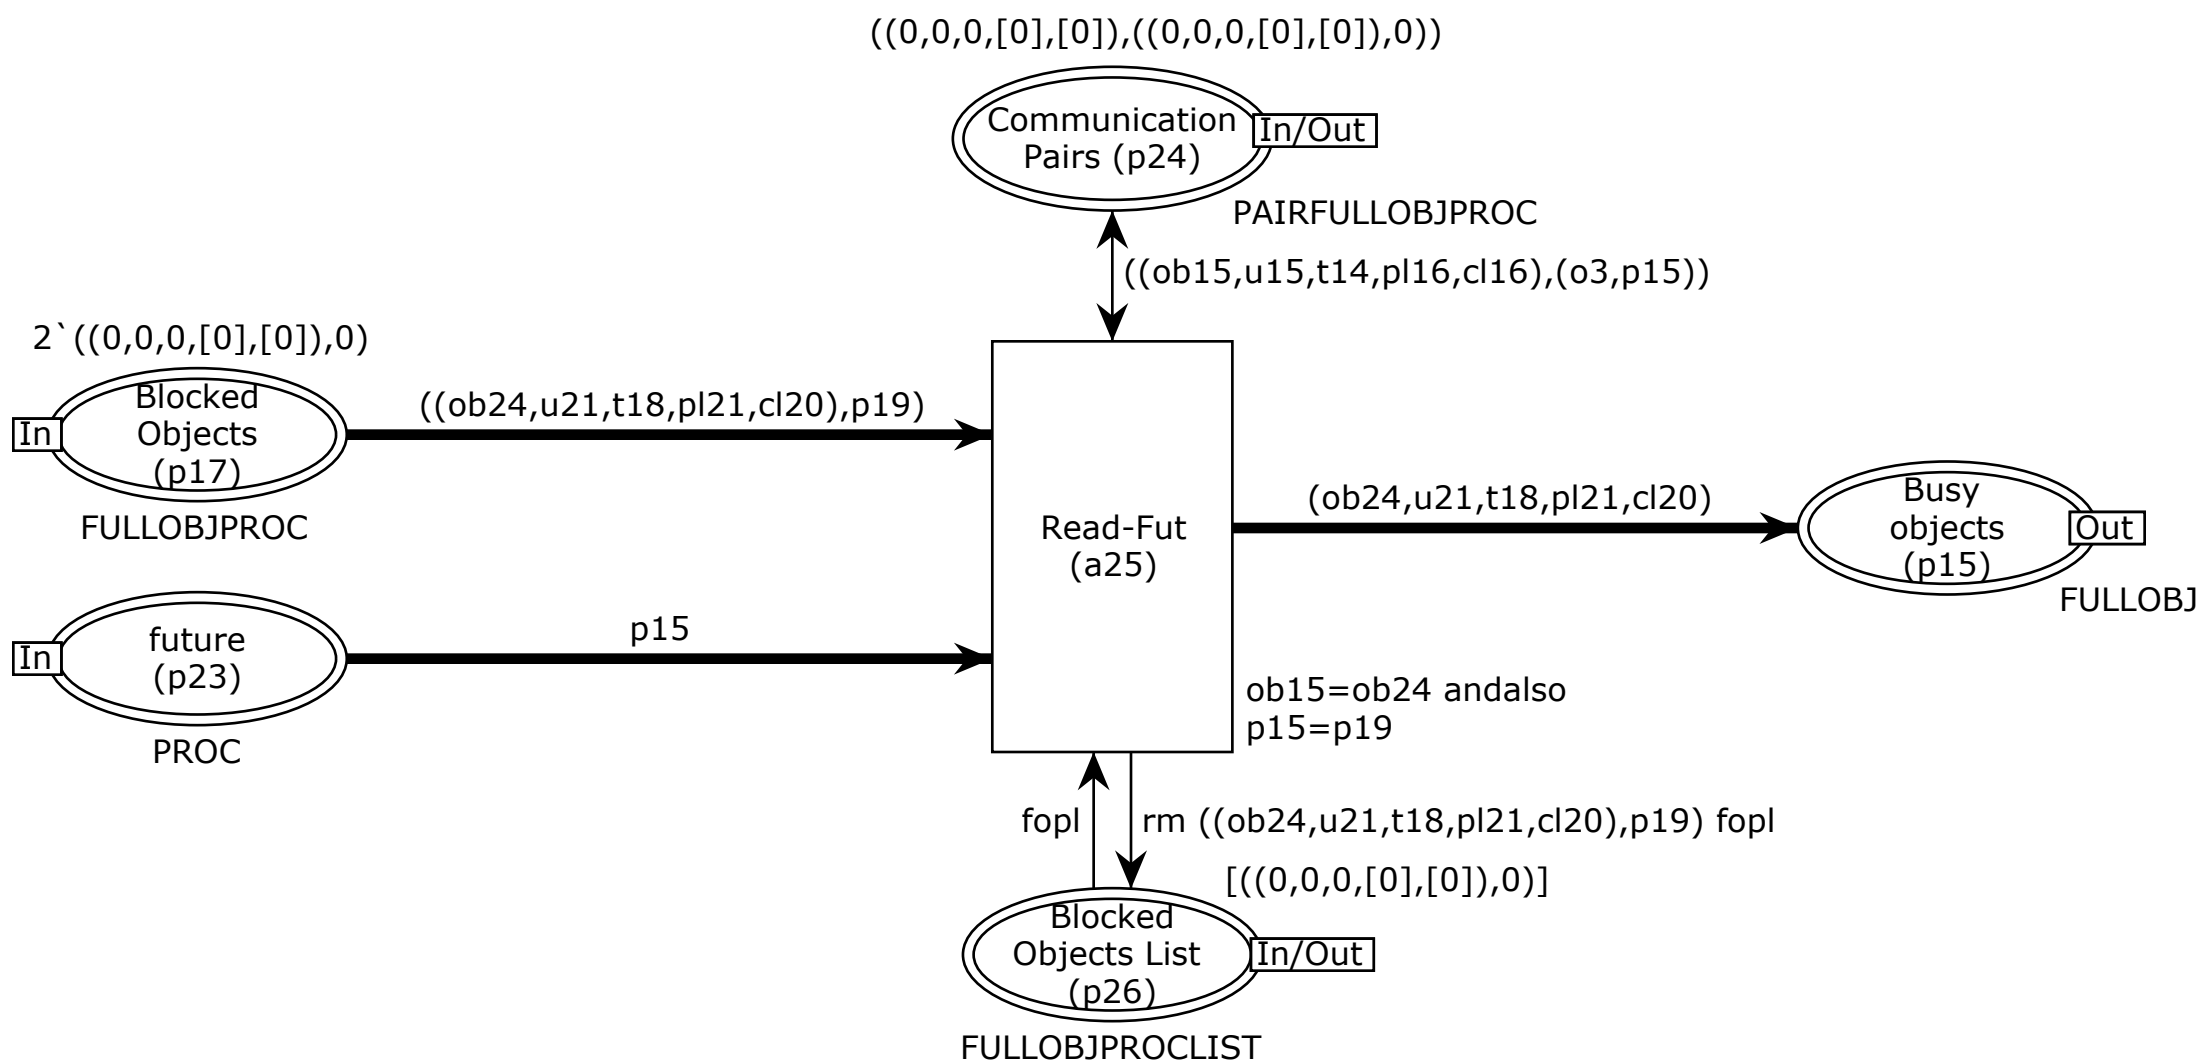 ((0,0,0,[0],[0]),((0,0,0,[0],[0]),0))
Communication
Pairs (p24)
In/Out
PAIRFULLOBJPROC
((ob15,u15,t14,pl16,cl16),(o3,p15))
2`((0,0,0,[0],[0]),0)
Blocked
Objects
(p17)
In
FULLOBJPROC
((ob24,u21,t18,pl21,cl20),p19)
Read-Fut
(a25)
(ob24,u21,t18,pl21,cl20)
Busy
objects
(p15)
Out
FULLOBJ
future
(p23)
In
PROC
p15
ob15=ob24 andalso
p15=p19
fopl
rm ((ob24,u21,t18,pl21,cl20),p19) fopl
[((0,0,0,[0],[0]),0)]
Blocked
Objects List
(p26)
In/Out
FULLOBJPROCLIST